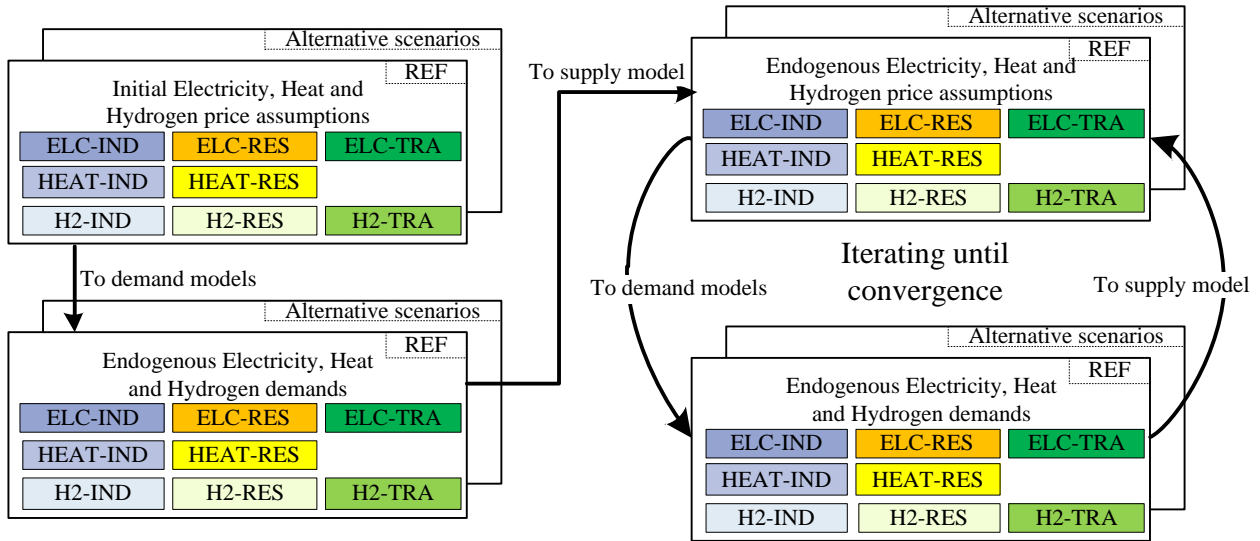 Alternative scenarios
REF
Initial Electricity, Heat and
Hydrogen price assumptions
ELC-IND ELC-RES ELC-TRA
HEAT-IND HEAT-RES
H2-IND H2-RES H2-TRA
To demand models
Alternative scenarios
REF
Endogenous Electricity, Heat
and Hydrogen demands
ELC-IND ELC-RES ELC-TRA
HEAT-IND HEAT-RES
H2-IND H2-RES H2-TRA
To supply model
Alternative scenarios
REF
Endogenous Electricity, Heat and
Hydrogen price assumptions
ELC-IND ELC-RES ELC-TRA
HEAT-IND HEAT-RES
H2-IND H2-RES H2-TRA
To demand models
Iterating until
convergence
To supply model
Alternative scenarios
REF
Endogenous Electricity, Heat
and Hydrogen demands
ELC-IND ELC-RES ELC-TRA
HEAT-IND HEAT-RES
H2-IND H2-RES H2-TRA